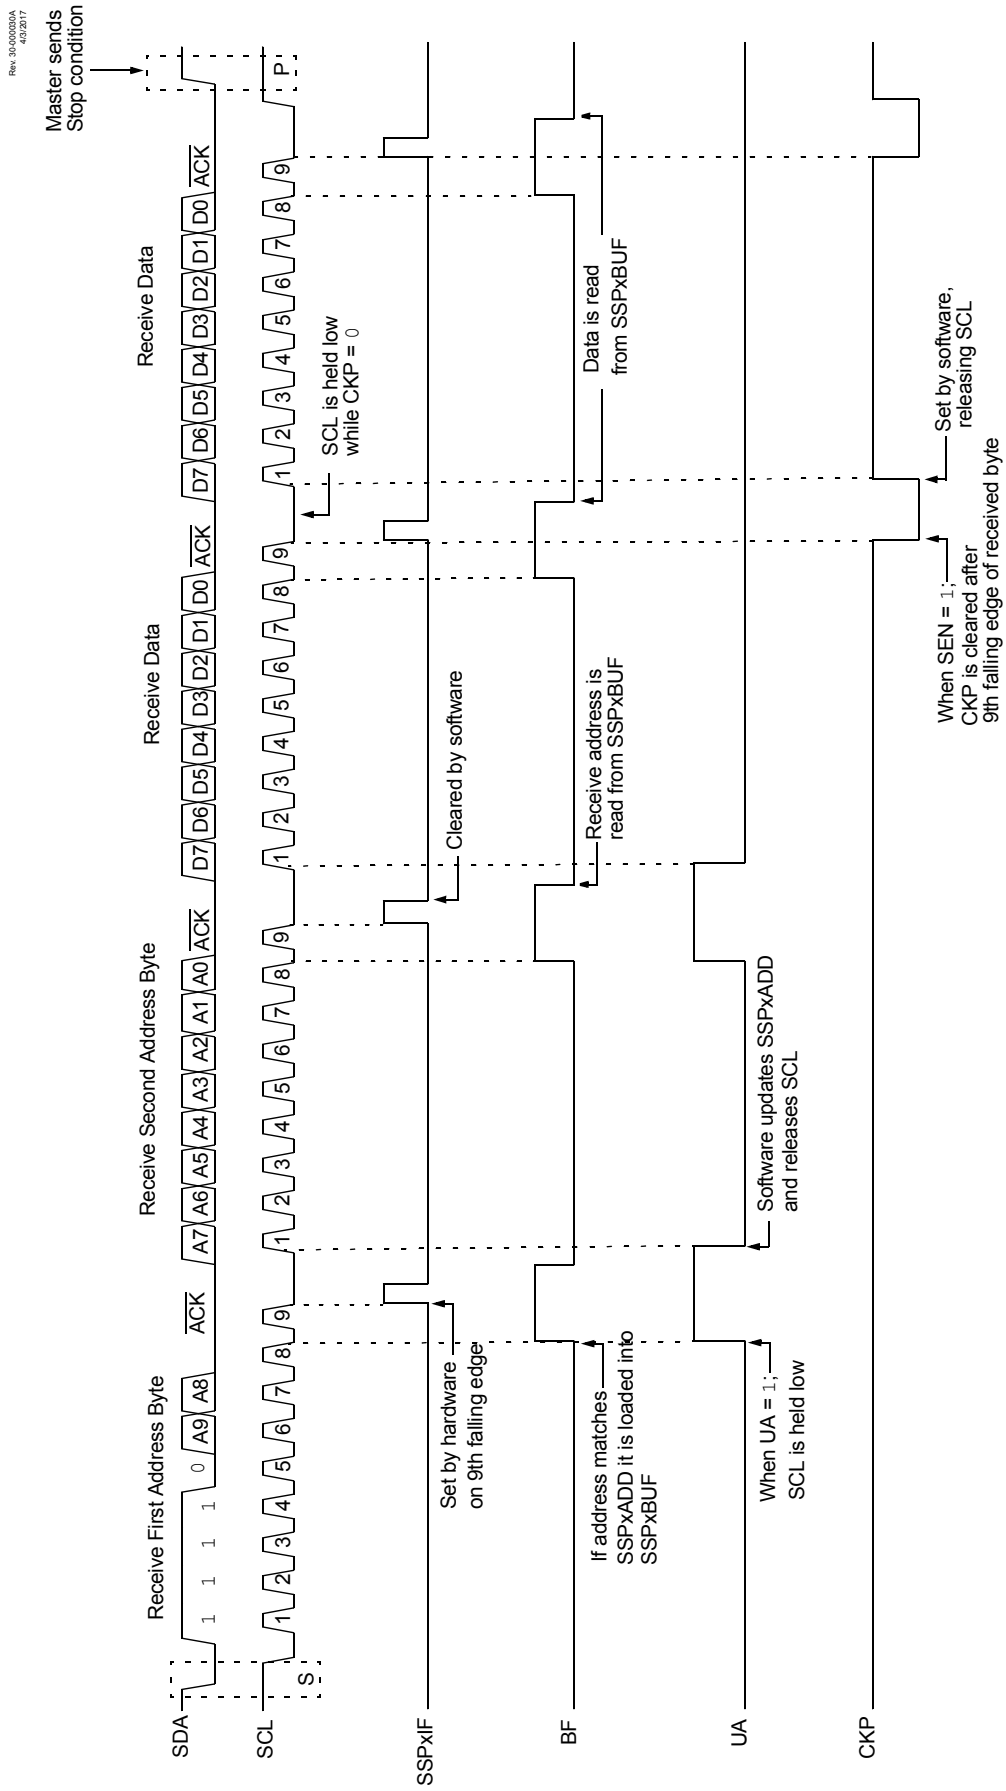 Rev. 30-000030A
4/3/2017
Master sends
Stop condition
Receive First Address Byte
Receive Second Address Byte
Receive Data
Receive Data
SDA
1 1 1 1 0 A9 A8 ACK A7 A6 A5 A4 A3 A2 A1 A0 ACK D7 D6 D5 D4 D3 D2 D1 D0 ACK D7 D6 D5 D4 D3 D2 D1 D0 ACK
SCL
S 1 2 3 4 5 6 7 8 9 1 2 3 4 5 6 7 8 9 1 2 3 4 5 6 7 8 9 1 2 3 4 5 6 7 8 9 P
SCL is held low
while CKP = 0
SSPxIF
Set by hardware
on 9th falling edge
Cleared by software
BF
If address matches
SSPxADD it is loaded into
SSPxBUF
Receive address is
read from SSPxBUF
Data is read
from SSPxBUF
UA
When UA = 1;
SCL is held low
Software updates SSPxADD
and releases SCL
CKP
When SEN = 1;
CKP is cleared after
9th falling edge of received byte
Set by software,
releasing SCL